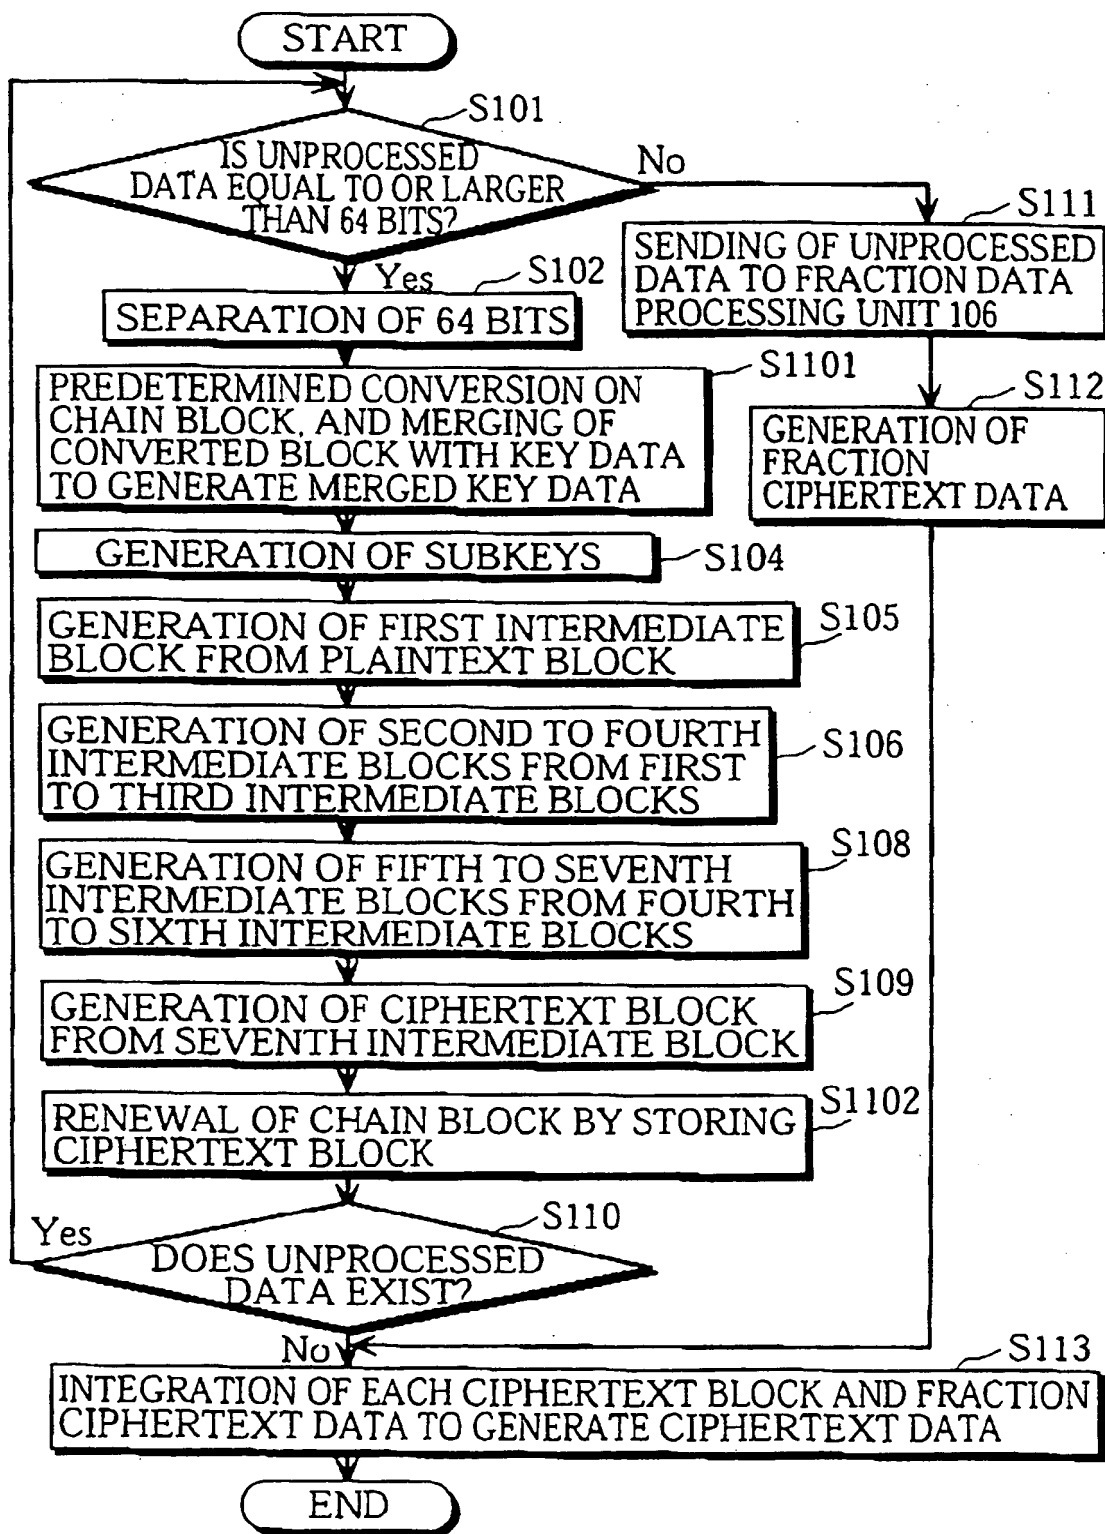 START
S101
IS UNPROCESSED
DATA EQUAL TO OR LARGER
THAN 64 BITS?
No
Yes
S102
SEPARATION OF 64 BITS
S111
SENDING OF UNPROCESSED
DATA TO FRACTION DATA
PROCESSING UNIT 106
S1101
PREDETERMINED CONVERSION ON
CHAIN BLOCK, AND MERGING OF
CONVERTED BLOCK WITH KEY DATA
TO GENERATE MERGED KEY DATA
S112
GENERATION OF
FRACTION
CIPHERTEXT DATA
GENERATION OF SUBKEYS
S104
S105
GENERATION OF FIRST INTERMEDIATE
BLOCK FROM PLAINTEXT BLOCK
GENERATION OF SECOND TO FOURTH
INTERMEDIATE BLOCKS FROM FIRST
TO THIRD INTERMEDIATE BLOCKS
S106
S108
GENERATION OF FIFTH TO SEVENTH
INTERMEDIATE BLOCKS FROM FOURTH
TO SIXTH INTERMEDIATE BLOCKS
S109
GENERATION OF CIPHERTEXT BLOCK
FROM SEVENTH INTERMEDIATE BLOCK
S1102
RENEWAL OF CHAIN BLOCK BY STORING
CIPHERTEXT BLOCK
S110
Yes
DOES UNPROCESSED
DATA EXIST?
No
S113
INTEGRATION OF EACH CIPHERTEXT BLOCK AND FRACTION
CIPHERTEXT DATA TO GENERATE CIPHERTEXT DATA
END